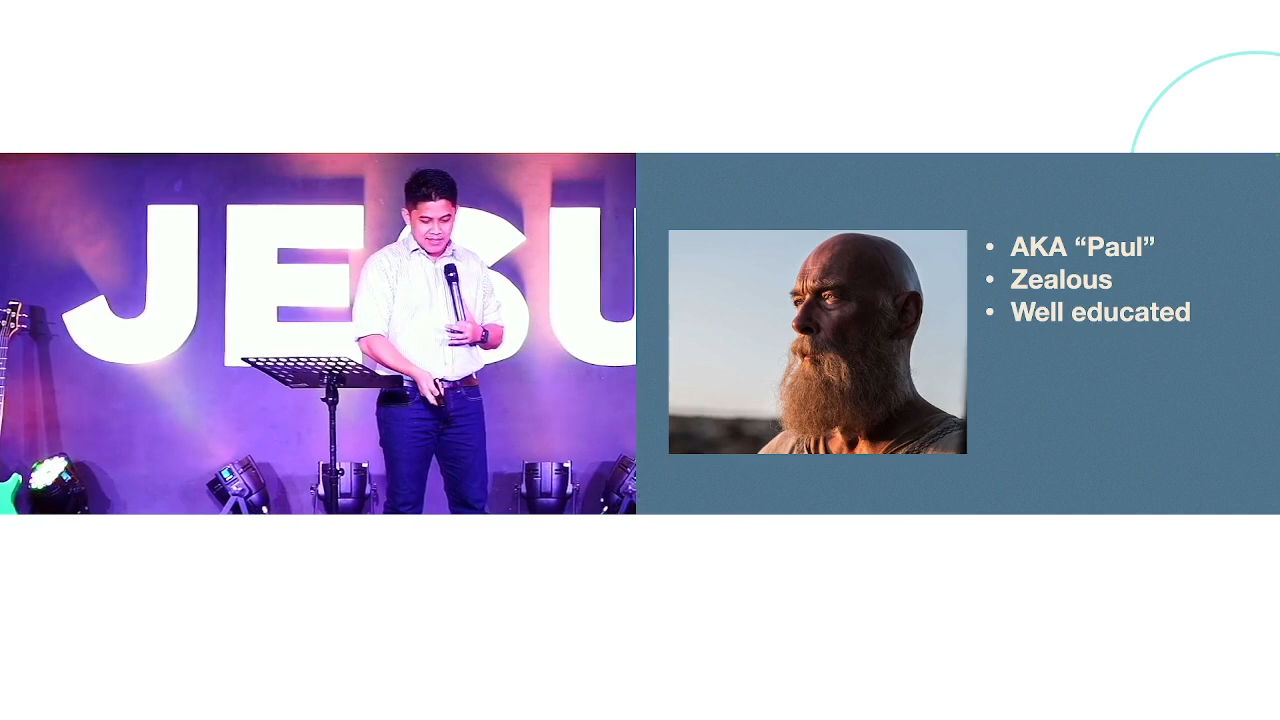 JESU
• AKA “Paul”
• Zealous
• Well educated